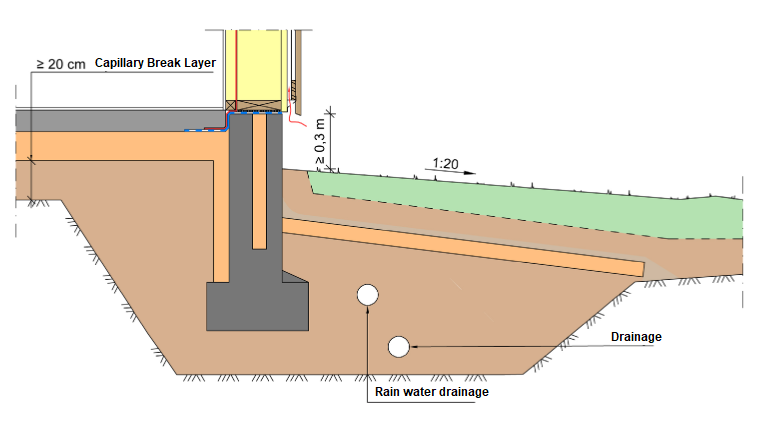 ≥ 20 cm Capillary Break Layer
≥ 0,3 m
1:20
Drainage
Rain water drainage